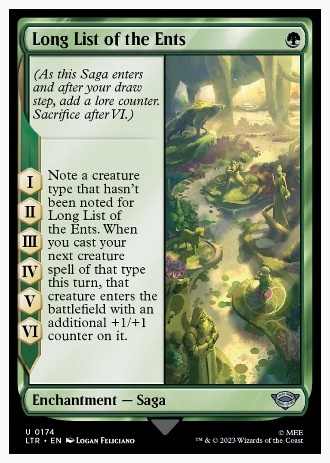 Long List of the Ents
(As this Saga enters
and after your draw
step, add a lore counter.
Sacrifice after VI.)
I
II
III
IV
V
VI
Note a creature
type that hasn't
been noted for
Long List of
the Ents. When
you cast your
next creature
spell of that type
this turn, that
creature enters the
battlefield with an
additional +1/+1
counter on it.
Enchantment — Saga
U 0174
LTR • EN LOGAN FELICIANO
© MEE
™ & © 2023 Wizards of the Coast